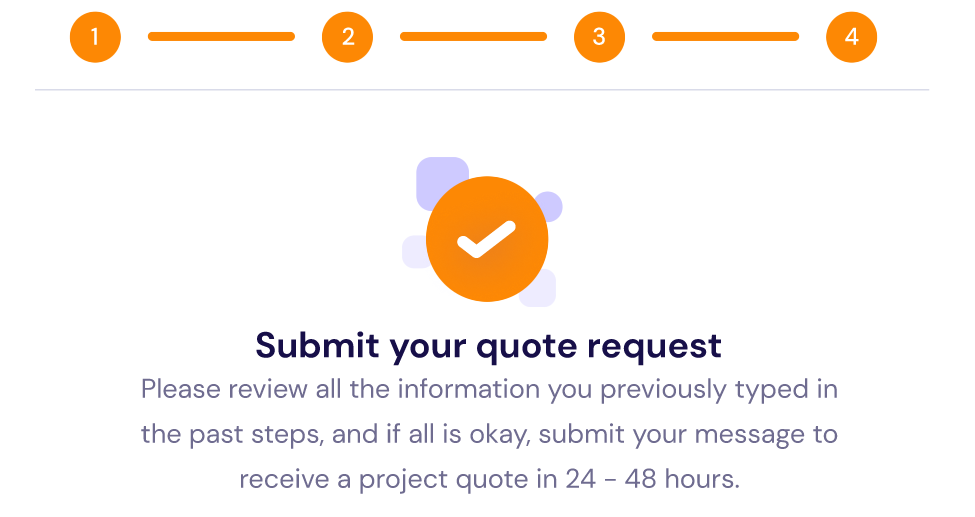 1 2 3 4
Submit your quote request
Please review all the information you previously typed in
the past steps, and if all is okay, submit your message to
receive a project quote in 24 - 48 hours.